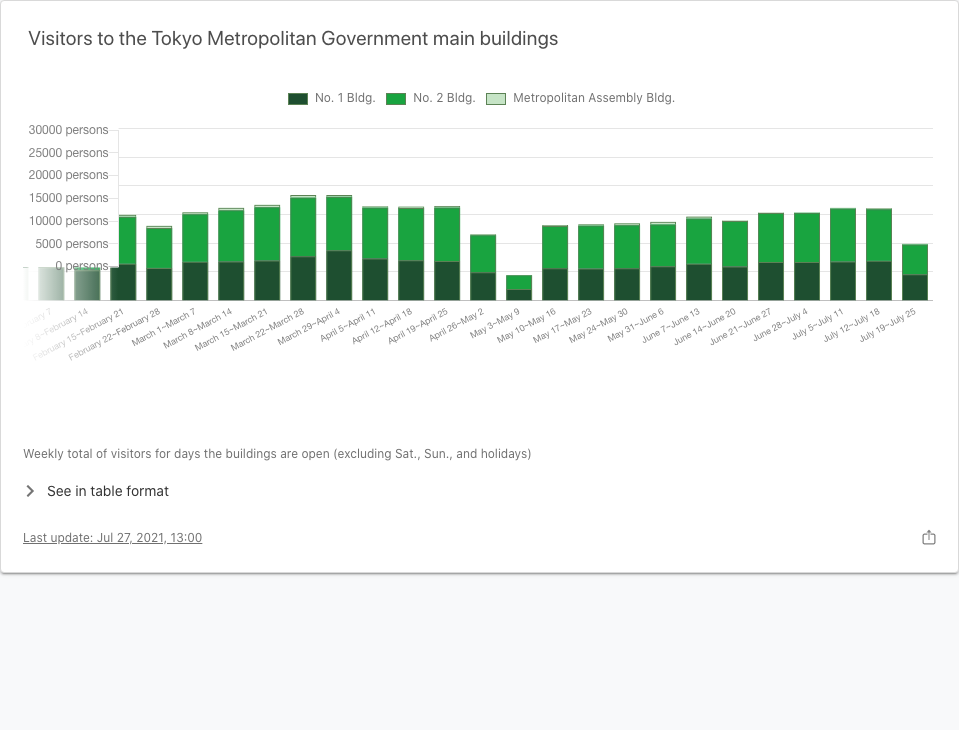 Visitors to the Tokyo Metropolitan Government main buildings
No. 1 Bldg. No. 2 Bldg. Metropolitan Assembly Bldg.
30000 persons
25000 persons
20000 persons
15000 persons
10000 persons
5000 persons
0 persons
February 14
February 15~February 21
February 22~February 28
March 1~March 7
March 8~March 14
March 15~March 21
March 22~March 28
March 29~April 4
April 5~April 11
April 12~April 18
April 19~April 25
April 26~May 2
May 3~May 9
May 10~May 16
May 17~May 23
May 24~May 30
May 31~June 6
June 7~June 13
June 14~June 20
June 21~June 27
June 28~July 4
July 5~July 11
July 12~July 18
July 19~July 25
Weekly total of visitors for days the buildings are open (excluding Sat., Sun., and holidays)
See in table format
Last update: Jul 27, 2021, 13:00